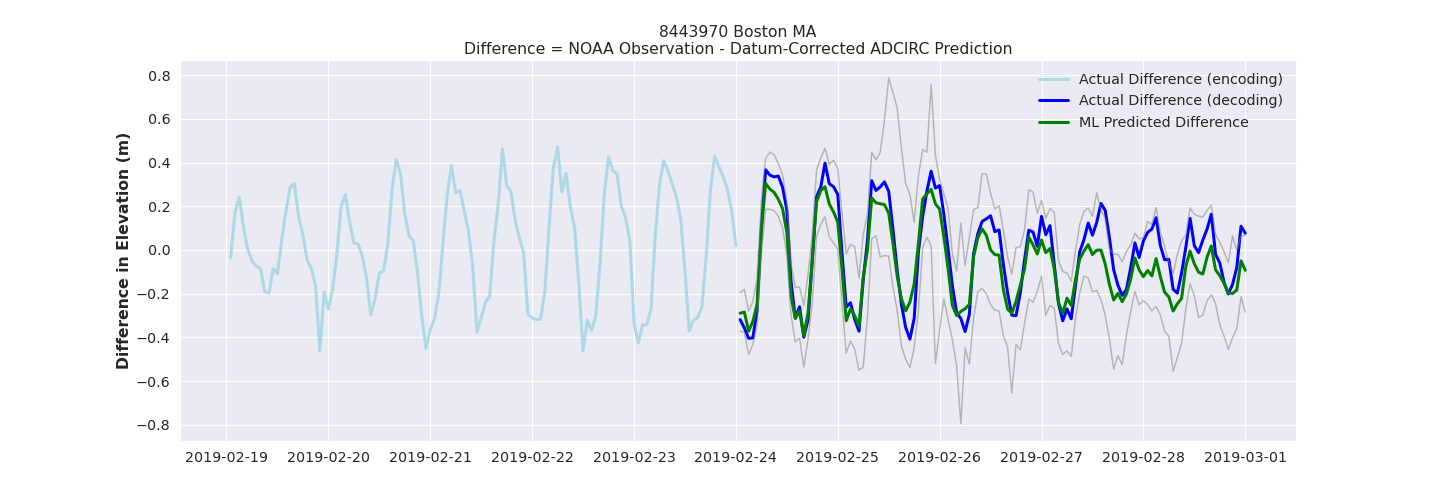 8443970 Boston MA
Difference = NOAA Observation - Datum-Corrected ADCIRC Prediction
Difference in Elevation (m)
0.8
0.6
0.4
0.2
0.0
−0.2
−0.4
−0.6
−0.8
Actual Difference (encoding)
Actual Difference (decoding)
ML Predicted Difference
2019-02-19 2019-02-20 2019-02-21 2019-02-22 2019-02-23 2019-02-24 2019-02-25 2019-02-26 2019-02-27 2019-02-28 2019-03-01